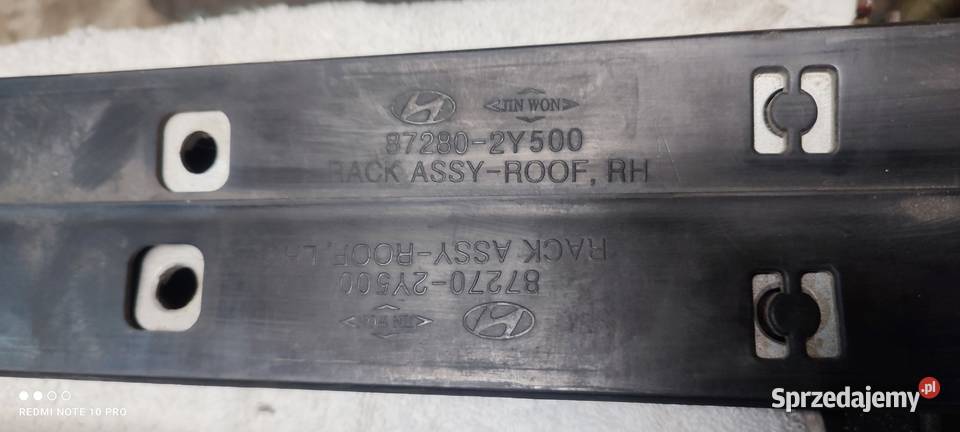 JIN WON
87280-2Y500
RACK ASSY-ROOF, RH
RACK ASSY-ROOF,
87270-2Y500
JIN WON
REDMI NOTE 10 PRO
Sprzedajemy.pl